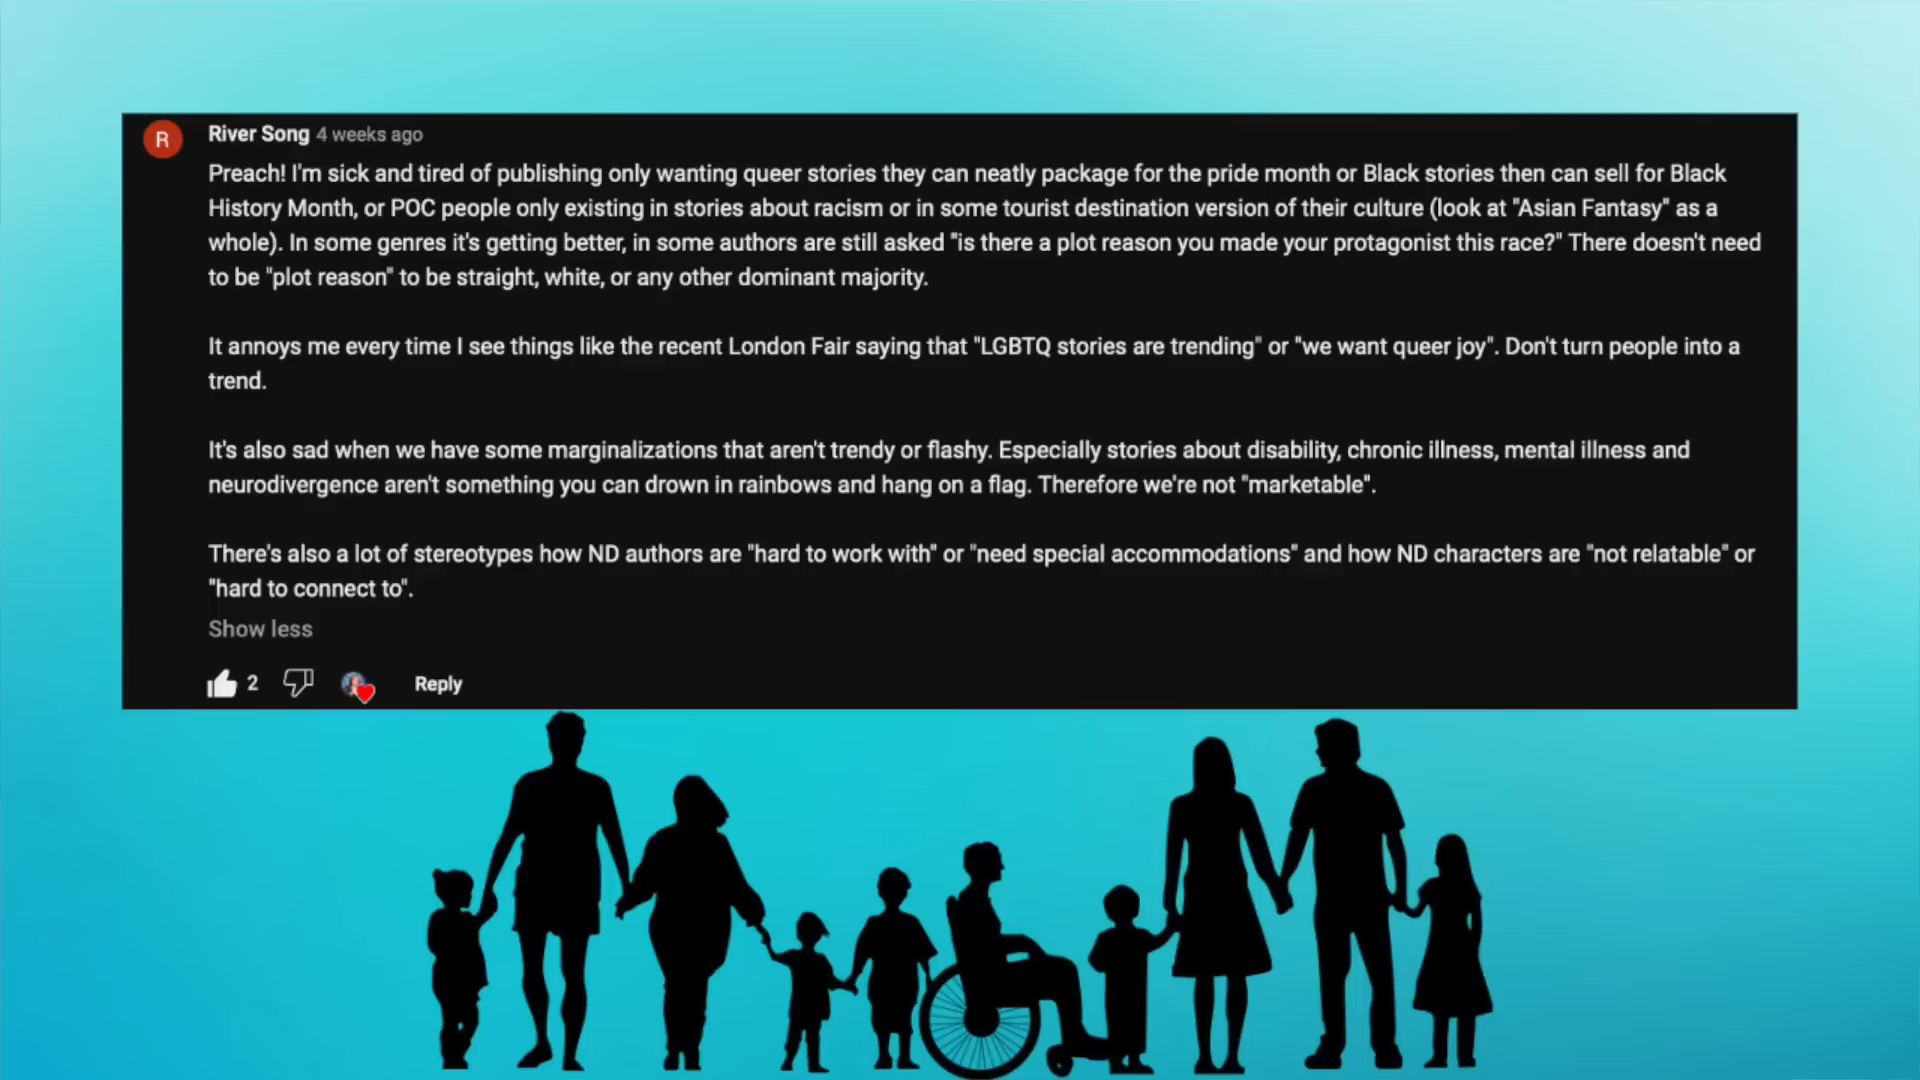 R
River Song 4 weeks ago
Preach! I'm sick and tired of publishing only wanting queer stories they can neatly package for the pride month or Black stories then can sell for Black
History Month, or POC people only existing in stories about racism or in some tourist destination version of their culture (look at "Asian Fantasy" as a
whole). In some genres it's getting better, in some authors are still asked "is there a plot reason you made your protagonist this race?" There doesn't need
to be "plot reason" to be straight, white, or any other dominant majority.
It annoys me every time I see things like the recent London Fair saying that "LGBTQ stories are trending" or "we want queer joy". Don't turn people into a
trend.
It's also sad when we have some marginalizations that aren't trendy or flashy. Especially stories about disability, chronic illness, mental illness and
neurodivergence aren't something you can drown in rainbows and hang on a flag. Therefore we're not "marketable".
There's also a lot of stereotypes how ND authors are "hard to work with" or "need special accommodations" and how ND characters are "not relatable" or
"hard to connect to".
Show less
2 Reply